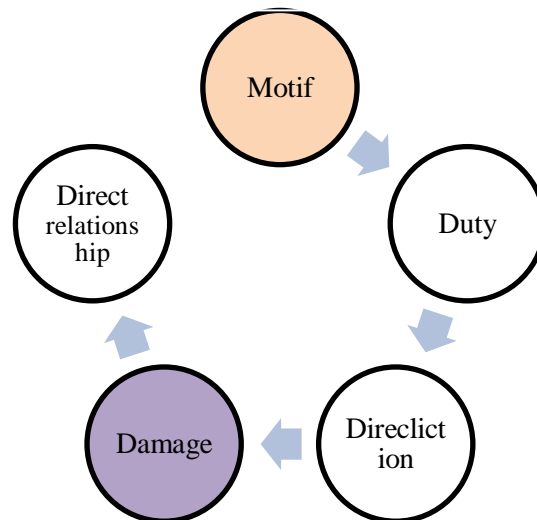 Motif
Duty
Direclict
ion
Damage
Direct
relations
hip